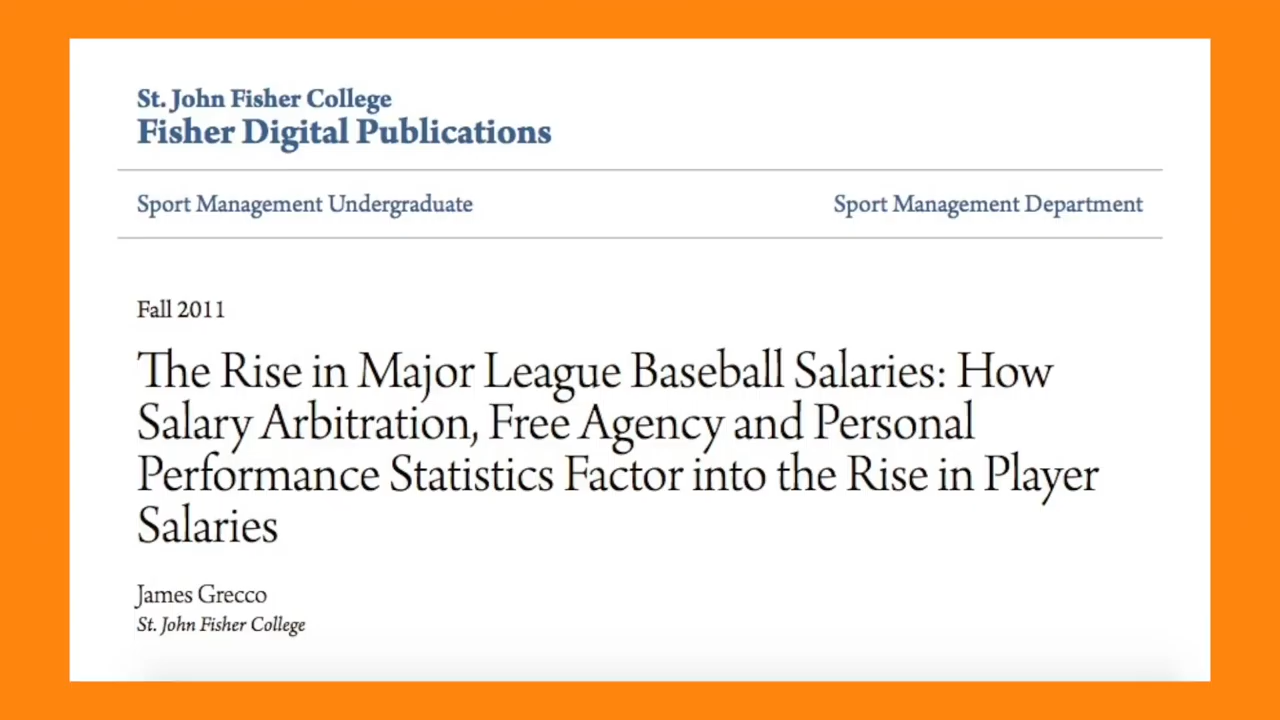 St. John Fisher College
Fisher Digital Publications
Sport Management Undergraduate
Sport Management Department
Fall 2011
The Rise in Major League Baseball Salaries: How
Salary Arbitration, Free Agency and Personal
Performance Statistics Factor into the Rise in Player
Salaries
James Grecco
St. John Fisher College